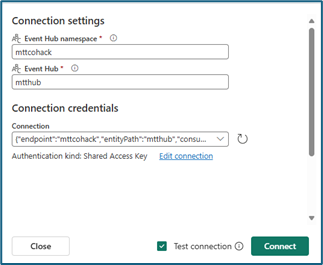 Connection settings
Event Hub namespace *
mttcohack
Event Hub *
mtthub
Connection credentials
Connection
{"endpoint":"mttcohack","entityPath":"mtthub","consu...
Authentication kind: Shared Access Key Edit connection
Close Test connection Connect